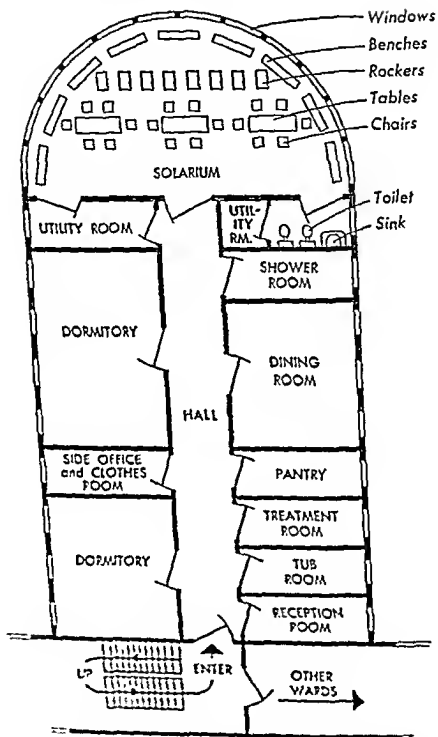 Windows
Benches
Rockers
Tables
Chairs
SOLARIUM
Toilet
Sink
UTILITY ROOM
UTIL-
ITY
RM.
SHOWER
ROOM
DORMITORY
DINING
ROOM
HALL
SIDE OFFICE
and CLOTHES
ROOM
PANTRY
TREATMENT
ROOM
DORMITORY
TUB
ROOM
RECEPTION
ROOM
UP
ENTER
OTHER
WARDS